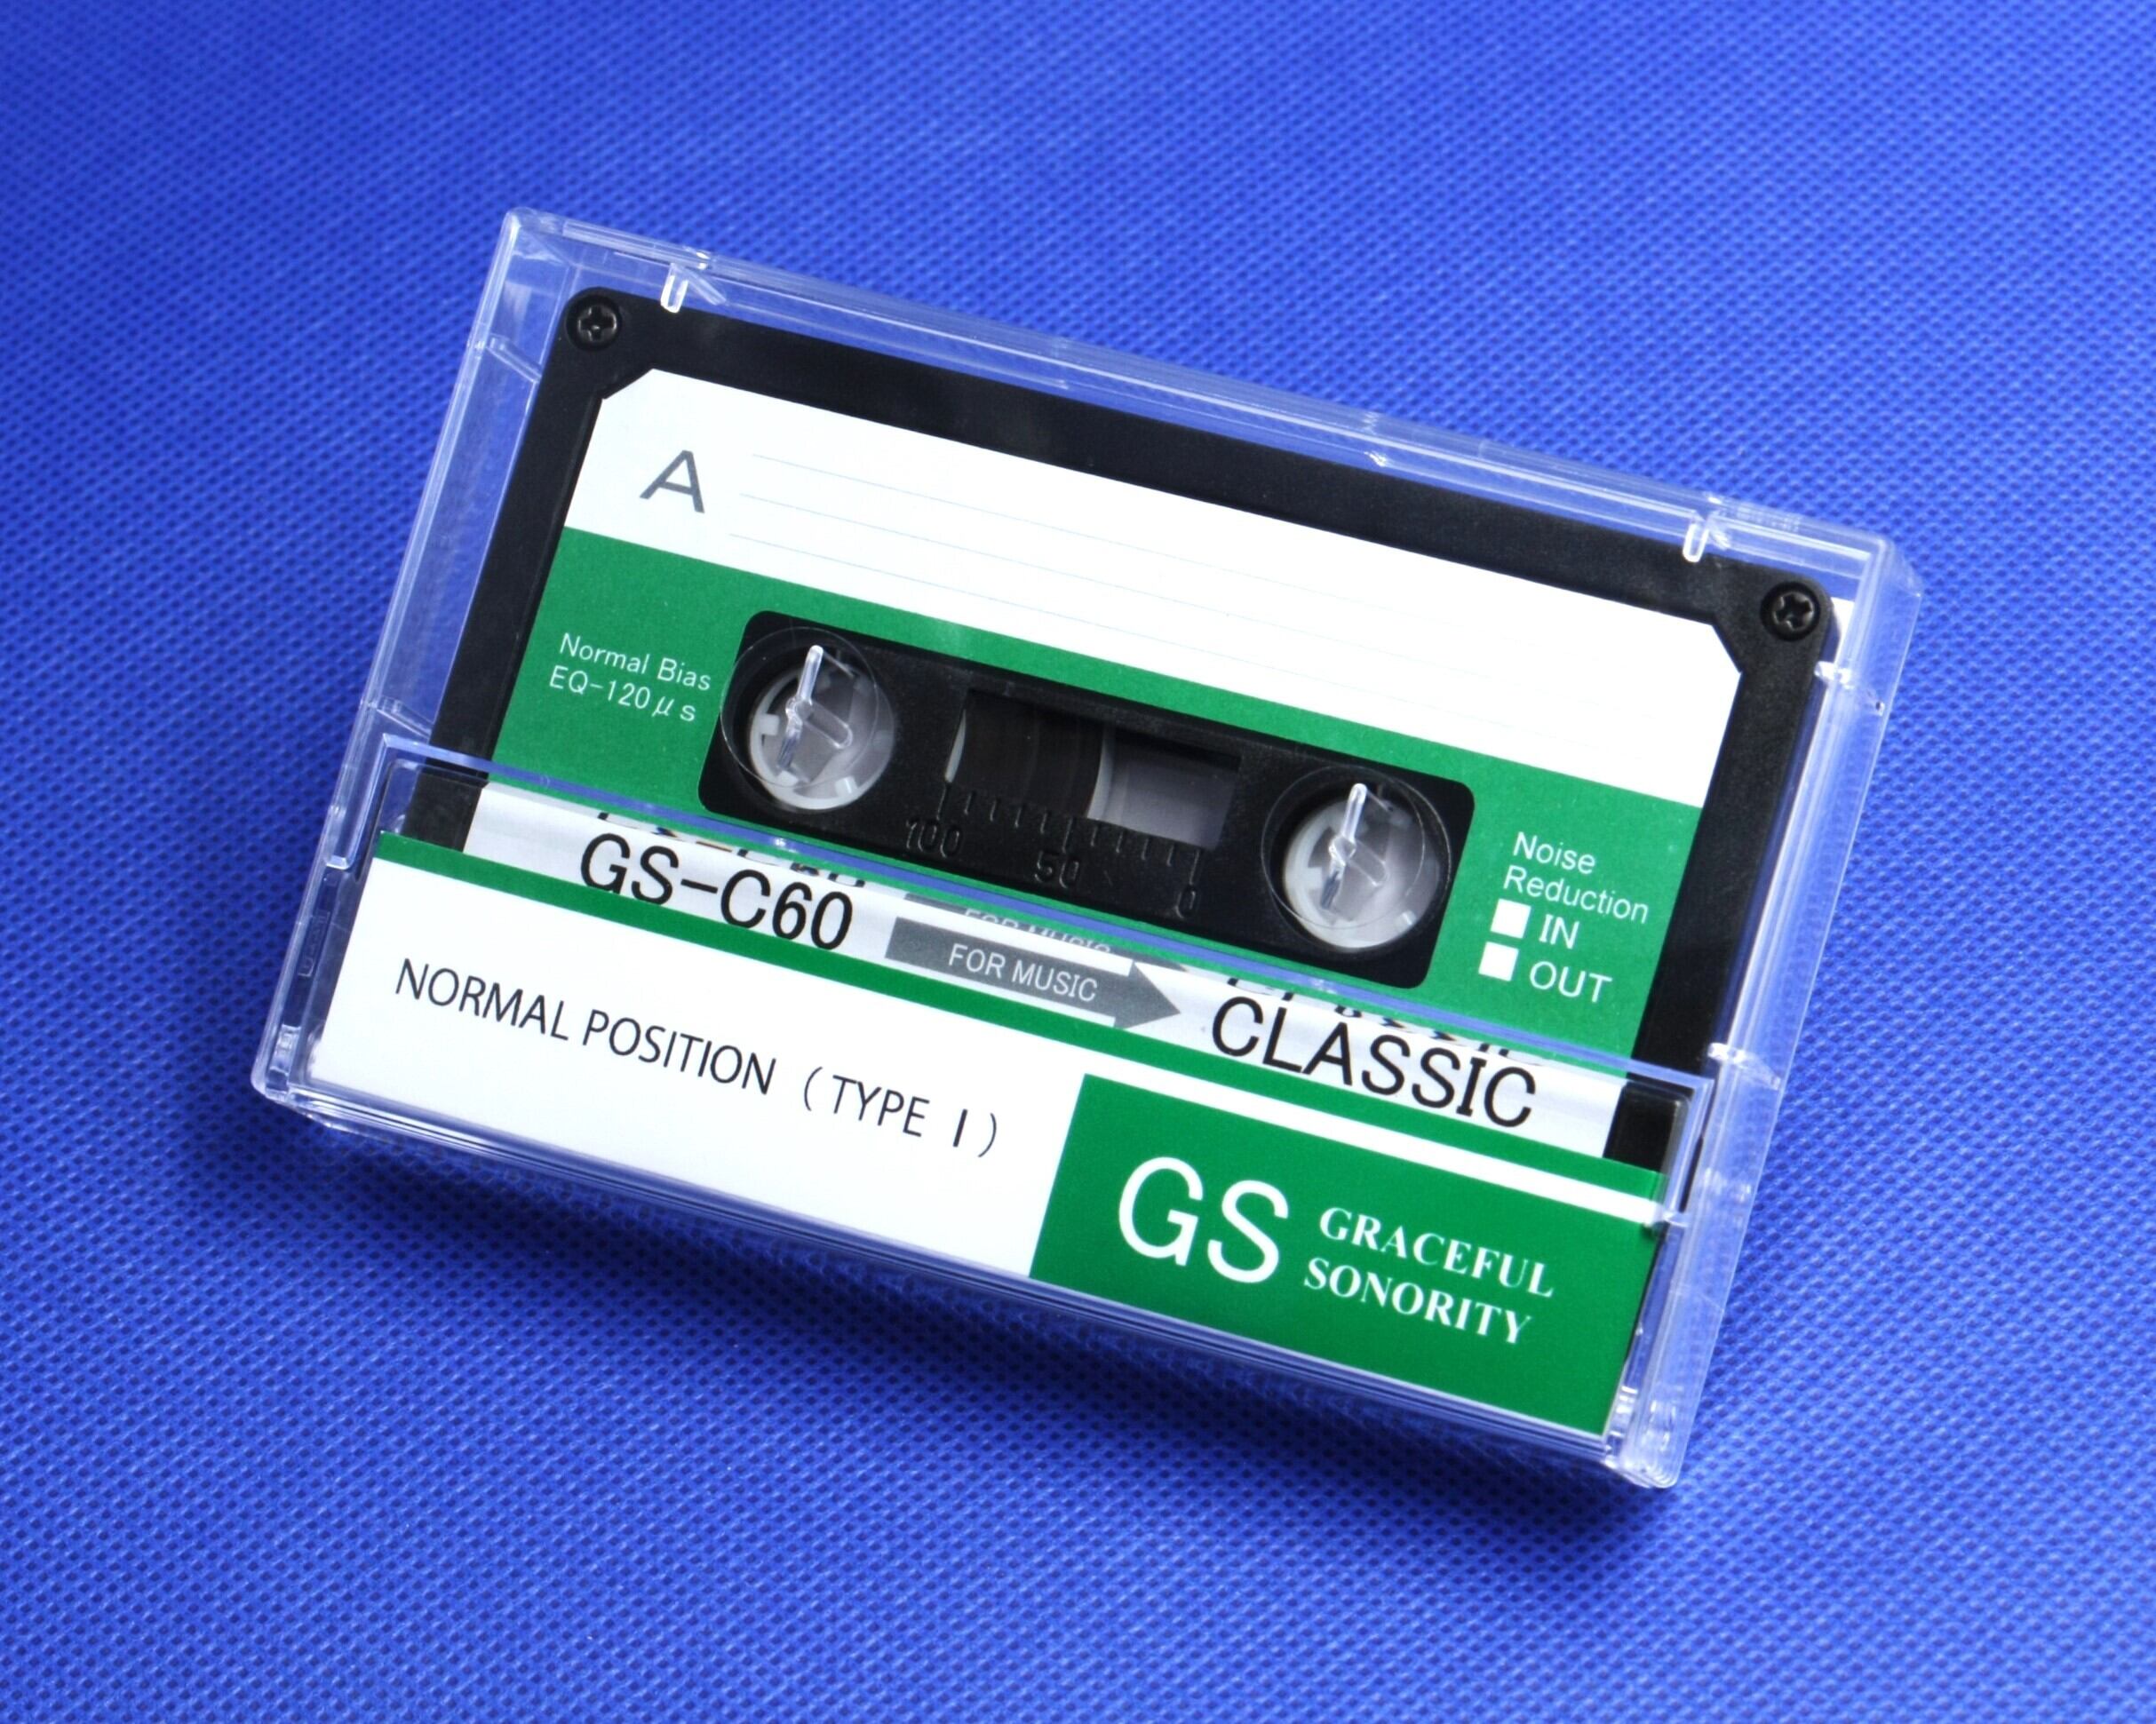 A
Normal Bias
EQ-120μs
100 50 0
Noise
Reduction
IN
OUT
GS-C60 FOR MUSIC CLASSIC
NORMAL POSITION (TYPE I)
GS GRACEFUL
SONORITY